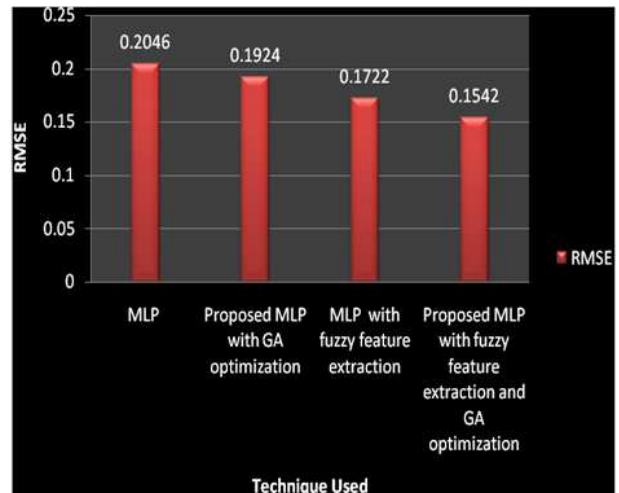 0.25
0.2
0.15
0.1
0.05
0
RMSE
0.2046
0.1924
0.1722
0.1542
MLP
Proposed MLP
with GA
optimization
MLP with
fuzzy feature
extraction
Proposed MLP
with fuzzy
feature
extraction and
GA
optimization
Technique Used
RMSE